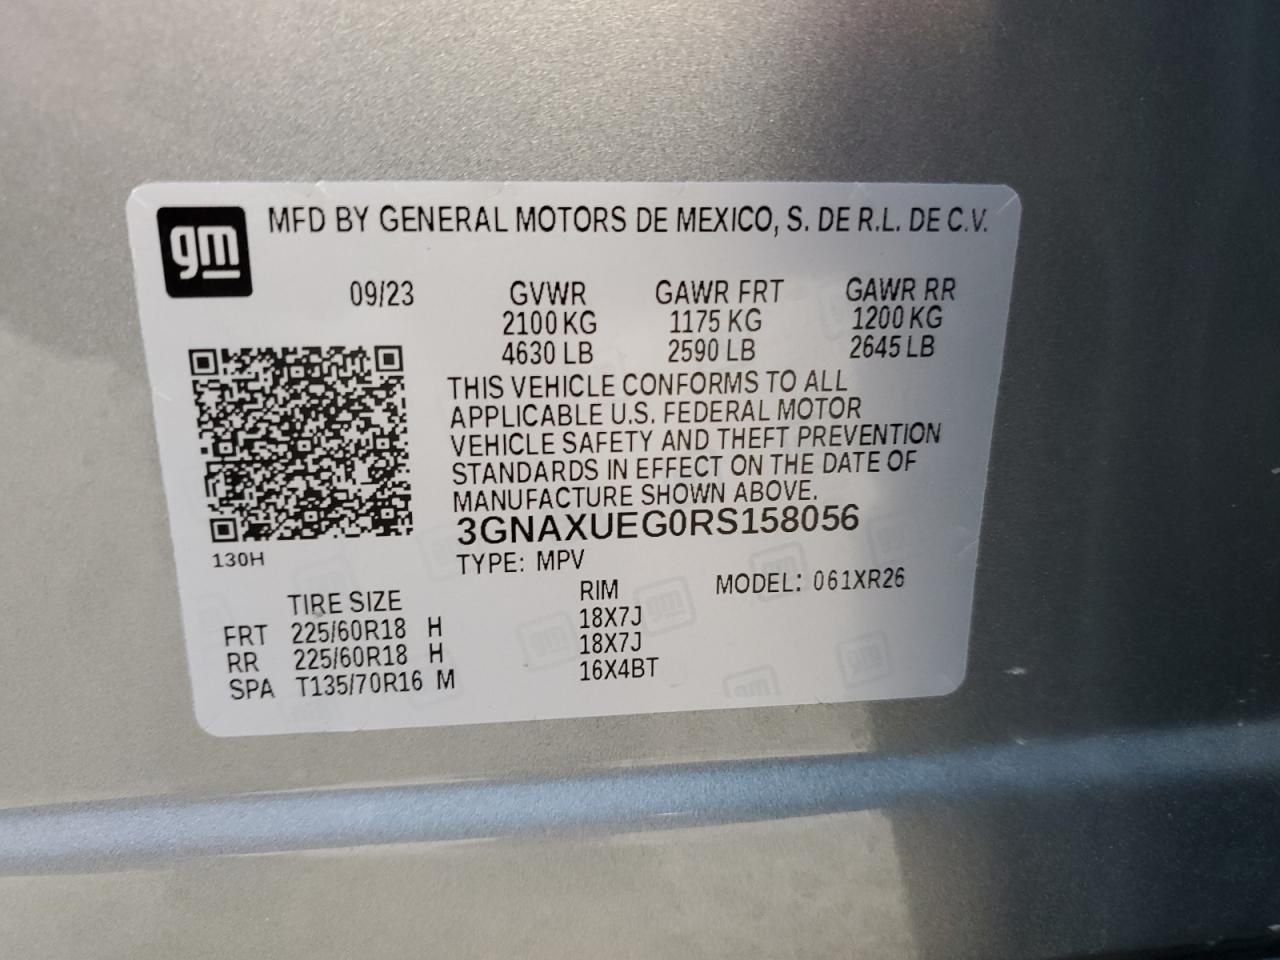 gm MFD BY GENERAL MOTORS DE MEXICO, S. DE R.L. DE C.V.
09/23 GVWR GAWR FRT GAWR RR
2100 KG 1175 KG 1200 KG
4630 LB 2590 LB 2645 LB
THIS VEHICLE CONFORMS TO ALL
APPLICABLE U.S. FEDERAL MOTOR
VEHICLE SAFETY AND THEFT PREVENTION
STANDARDS IN EFFECT ON THE DATE OF
MANUFACTURE SHOWN ABOVE.
3GNAXUEG0RS158056
130H
TYPE: MPV
MODEL: 061XR26
TIRE SIZE RIM
FRT 225/60R18 H 18X7J
RR 225/60R18 H 18X7J
SPA T135/70R16 M 16X4BT